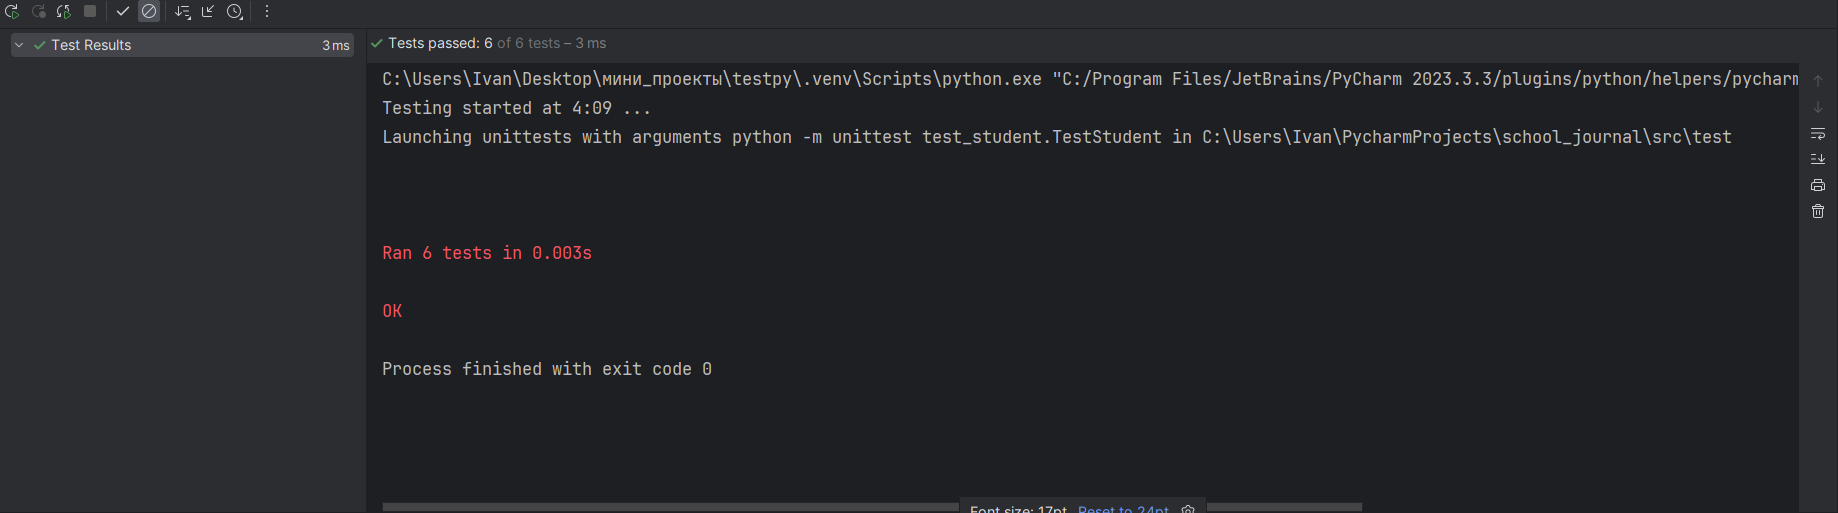 Test Results 3 ms
Tests passed: 6 of 6 tests – 3 ms
C:\Users\Ivan\Desktop\мини_проекты\testpy\.venv\Scripts\python.exe "C:/Program Files/JetBrains/PyCharm 2023.3.3/plugins/python/helpers/pycharm
Testing started at 4:09 ...
Launching unittests with arguments python -m unittest test_student.TestStudent in C:\Users\Ivan\PycharmProjects\school_journal\src\test
Ran 6 tests in 0.003s
OK
Process finished with exit code 0
Font size: 17pt Reset to 24pt